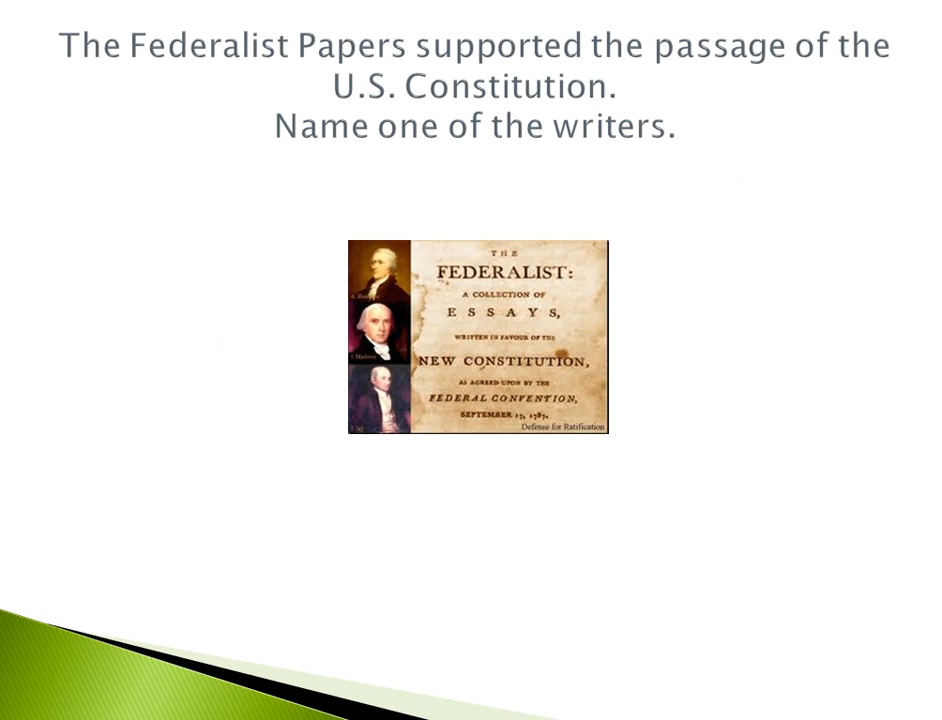 The Federalist Papers supported the passage of the
U.S. Constitution.
Name one of the writers.
THE
FEDERALIST:
A COLLECTION OF
ESSAYS,
WRITTEN IN FAVOUR OF THE
NEW CONSTITUTION,
AS AGREED UPON BY THE
FEDERAL CONVENTION,
SEPTEMBER 17, 1787.
Defense for Ratification
J. Madison
J. Jay